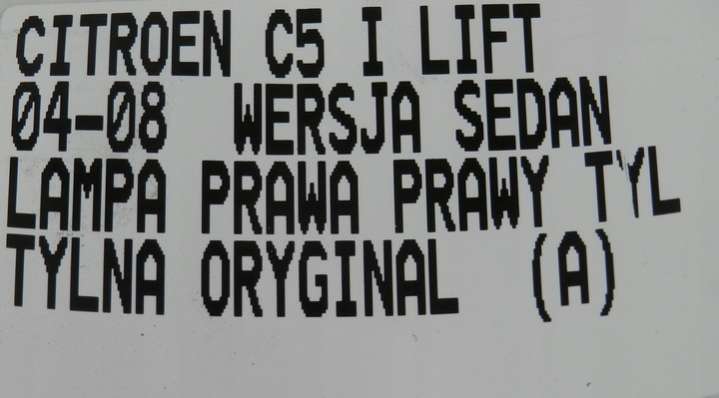 CITROEN C5 I LIFT
04-08 WERSJA SEDAN
LAMPA PRAWA PRAWY TYL
TYLNA ORYGINAL (A)